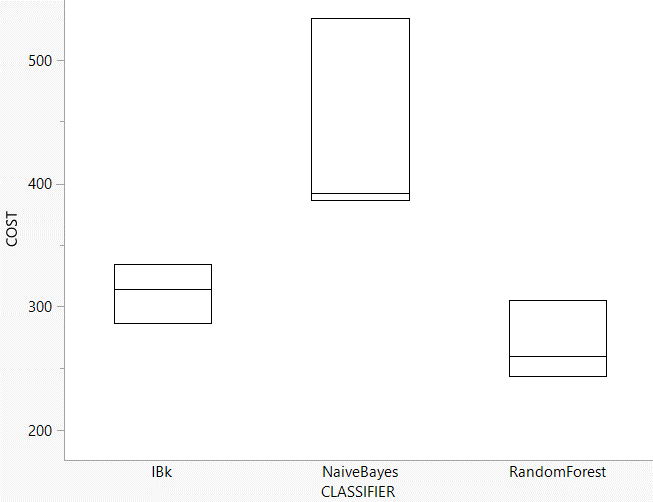 COST
500
400
300
200
IBk NaiveBayes RandomForest
CLASSIFIER